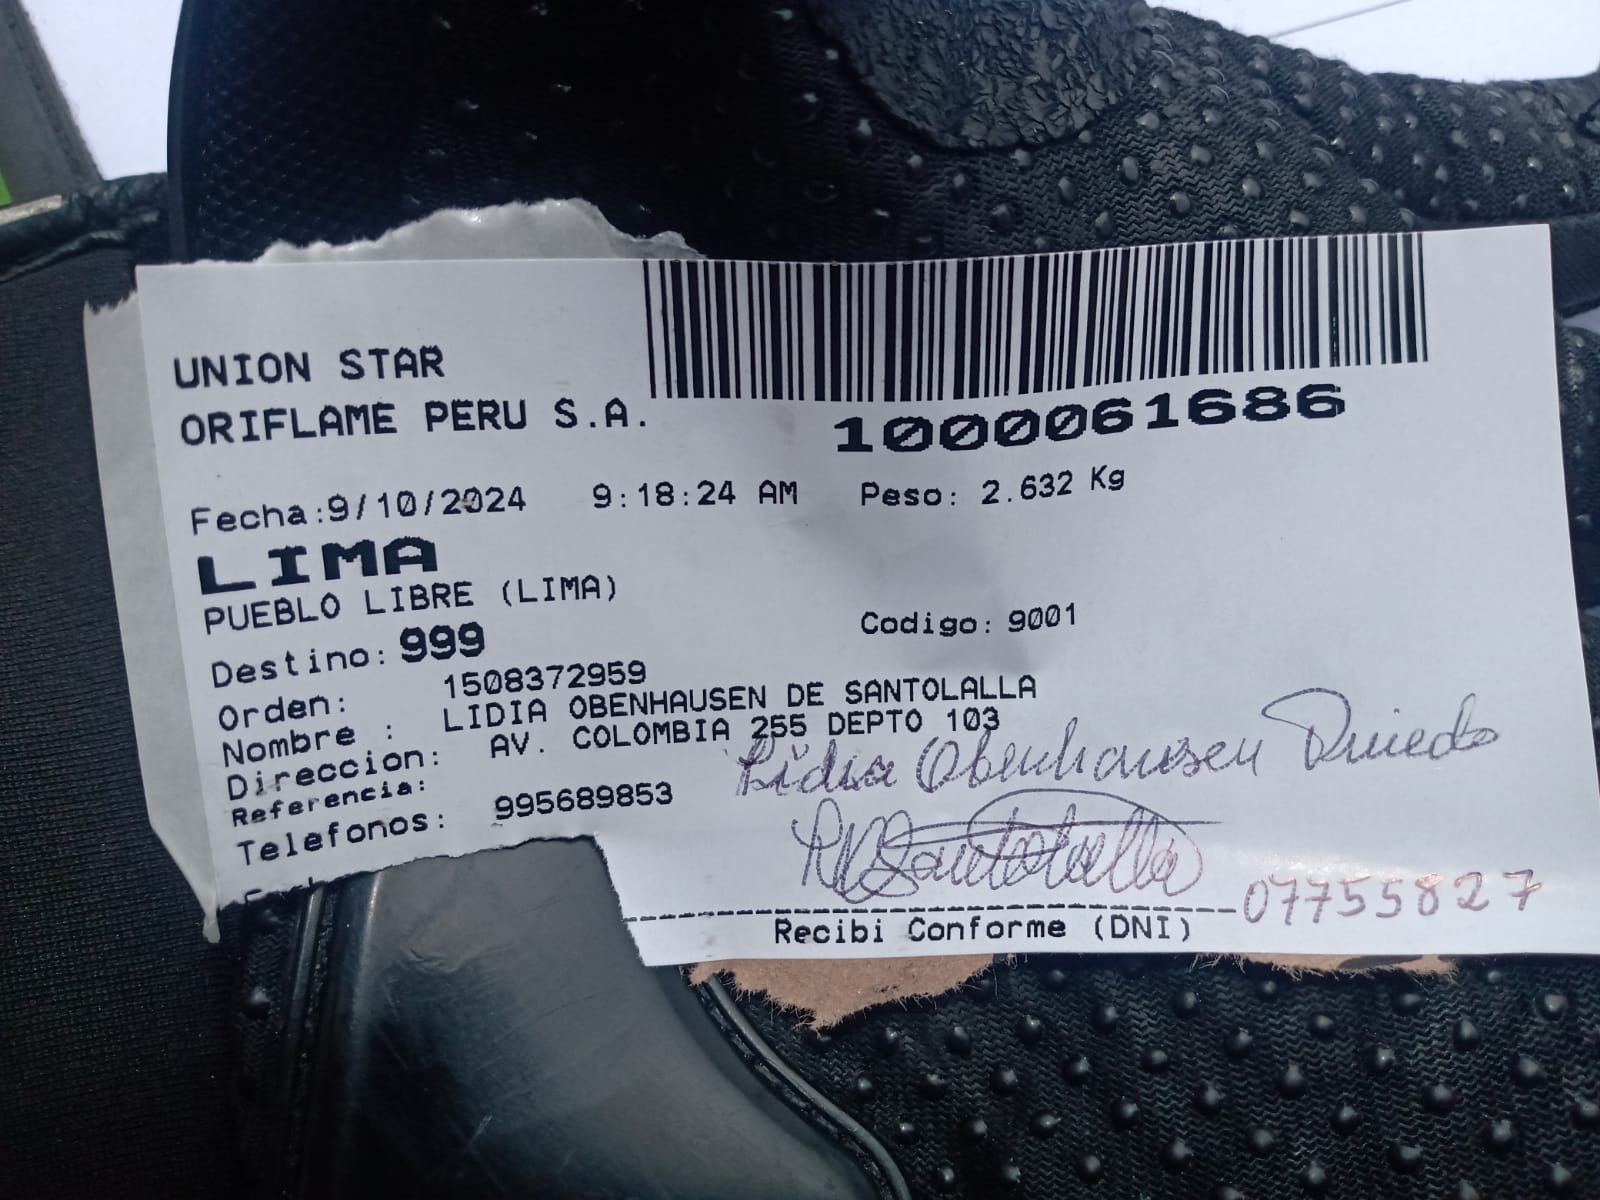 UNION STAR
ORIFLAME PERU S.A.
1000061686
Fecha:9/10/2024 9:18:24 AM Peso: 2.632 Kg
LIMA
PUEBLO LIBRE (LIMA)
Destino: 999 Codigo: 9001
Orden: 1508372959
Nombre : LIDIA OBENHAUSEN DE SANTOLALLA
Direccion: AV. COLOMBIA 255 DEPTO 103
Referencia:
Telefonos: 995689853
Lidia Obenhausen Oviedo
Santolalla
07755827
Recibi Conforme (DNI)